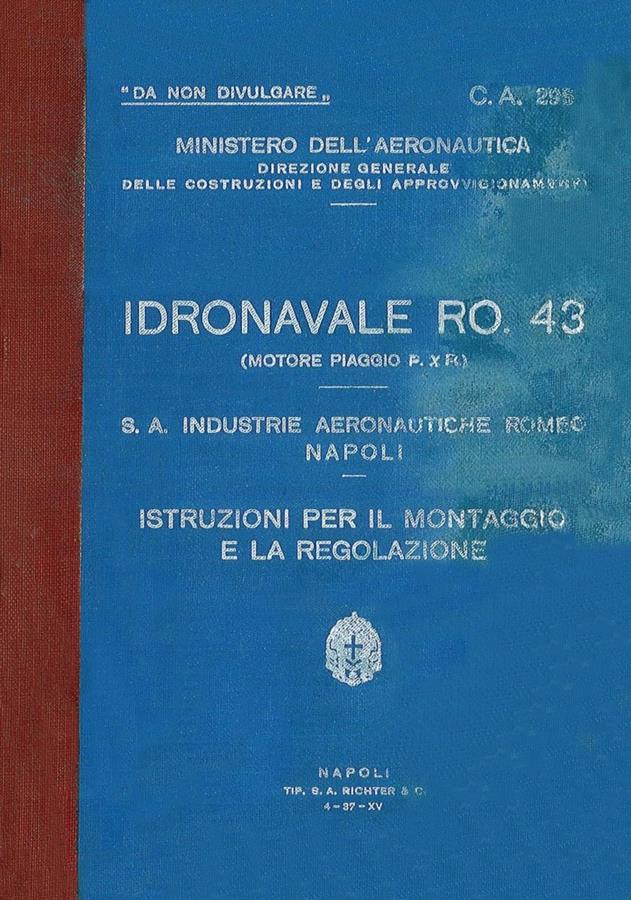 "DA NON DIVULGARE„ C. A. 295
MINISTERO DELL'AERONAUTICA
DIREZIONE GENERALE
DELLE COSTRUZIONI E DEGLI APPROVVIGIONAMENTI
IDRONAVALE RO. 43
(MOTORE PIAGGIO P. X R.)
S. A. INDUSTRIE AERONAUTICHE ROMEO
NAPOLI
ISTRUZIONI PER IL MONTAGGIO
E LA REGOLAZIONE
NAPOLI
TIP. S. A. RICHTER & C.
4-37-XV